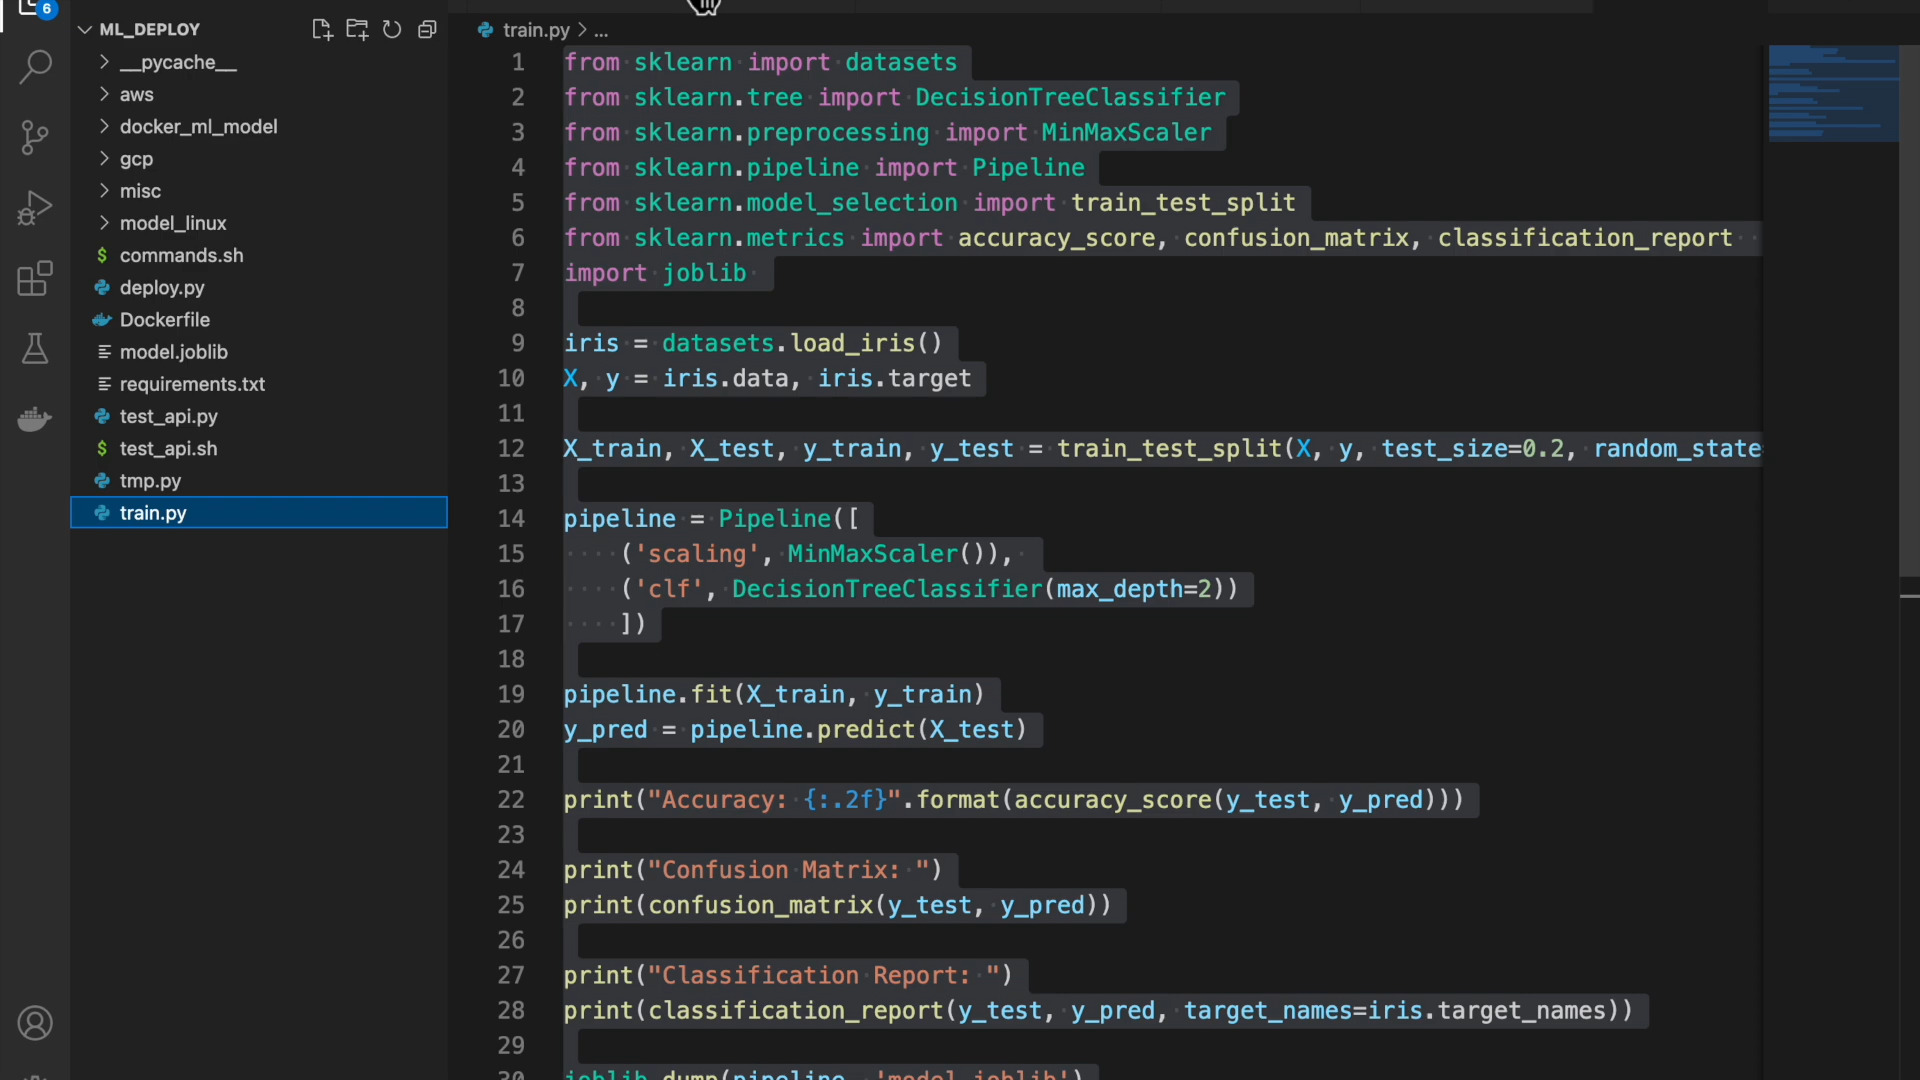 6
ML_DEPLOY
__pycache__
aws
docker_ml_model
gcp
misc
model_linux
$ commands.sh
deploy.py
Dockerfile
model.joblib
requirements.txt
test_api.py
$ test_api.sh
tmp.py
train.py
train.py > ...
1 from sklearn import datasets
2 from sklearn.tree import DecisionTreeClassifier
3 from sklearn.preprocessing import MinMaxScaler
4 from sklearn.pipeline import Pipeline
5 from sklearn.model_selection import train_test_split
6 from sklearn.metrics import accuracy_score, confusion_matrix, classification_report
7 import joblib
8
9 iris = datasets.load_iris()
10 X, y = iris.data, iris.target
11
12 X_train, X_test, y_train, y_test = train_test_split(X, y, test_size=0.2, random_state
13
14 pipeline = Pipeline([
15 ('scaling', MinMaxScaler()),
16 ('clf', DecisionTreeClassifier(max_depth=2))
17 ])
18
19 pipeline.fit(X_train, y_train)
20 y_pred = pipeline.predict(X_test)
21
22 print("Accuracy: {:.2f}".format(accuracy_score(y_test, y_pred)))
23
24 print("Confusion Matrix: ")
25 print(confusion_matrix(y_test, y_pred))
26
27 print("Classification Report: ")
28 print(classification_report(y_test, y_pred, target_names=iris.target_names))
29
30 joblib.dump(pipeline, 'model.joblib')